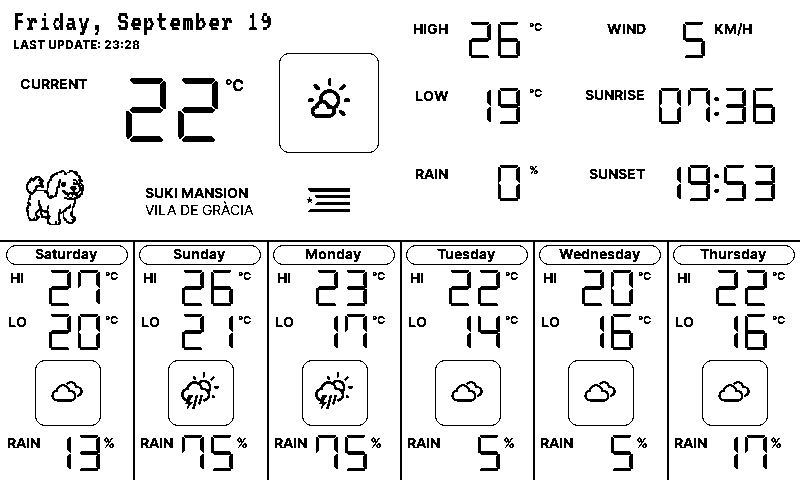 Friday, September 19
LAST UPDATE: 23:28
CURRENT 22 °C
HIGH 26 °C
WIND 5 KM/H
LOW 19 °C
SUNRISE 07:36
RAIN 0 %
SUNSET 19:53
SUKI MANSION
VILA DE GRÀCIA
Saturday
HI 27 °C
LO 20 °C
RAIN 13 %
Sunday
HI 26 °C
LO 21 °C
RAIN 75 %
Monday
HI 23 °C
LO 17 °C
RAIN 75 %
Tuesday
HI 22 °C
LO 14 °C
RAIN 5 %
Wednesday
HI 20 °C
LO 16 °C
RAIN 5 %
Thursday
HI 22 °C
LO 16 °C
RAIN 17 %